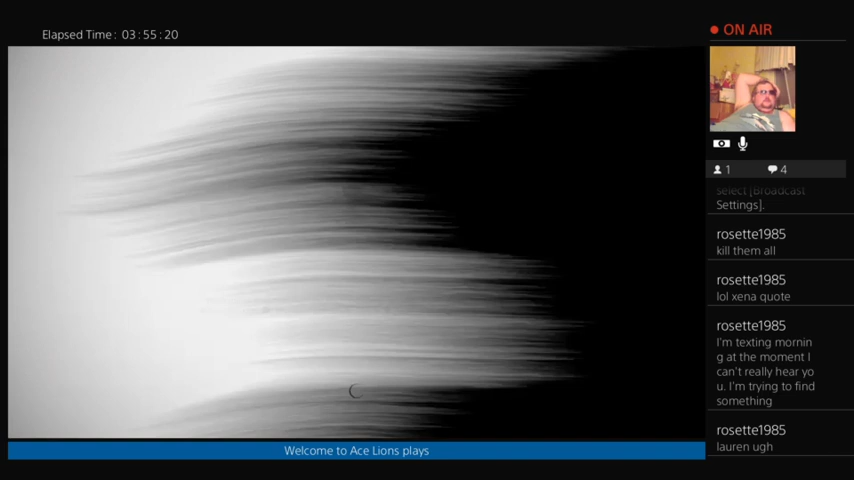 Elapsed Time: 03:55:20
ON AIR
1 4
select [Broadcast
Settings].
rosette1985
kill them all
rosette1985
lol xena quote
rosette1985
I'm texting mornin
g at the moment I
can't really hear yo
u. I'm trying to find
something
rosette1985
lauren ugh
Welcome to Ace Lions plays